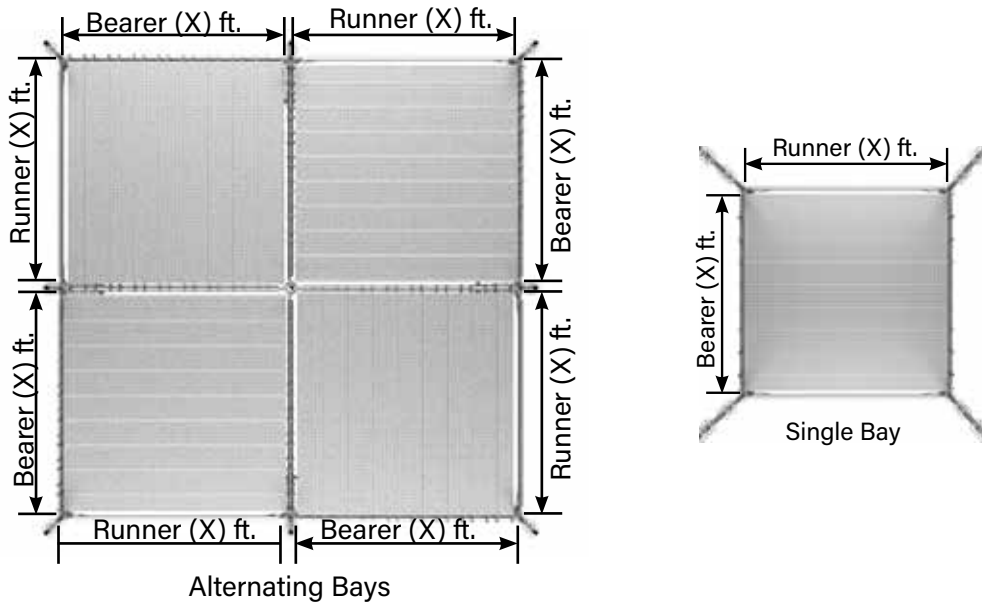 Bearer (X) ft.
Runner (X) ft.
Runner (X) ft.
Bearer (X) ft.
Bearer (X) ft.
Runner (X) ft.
Runner (X) ft.
Bearer (X) ft.
Alternating Bays
Runner (X) ft.
Bearer (X) ft.
Single Bay